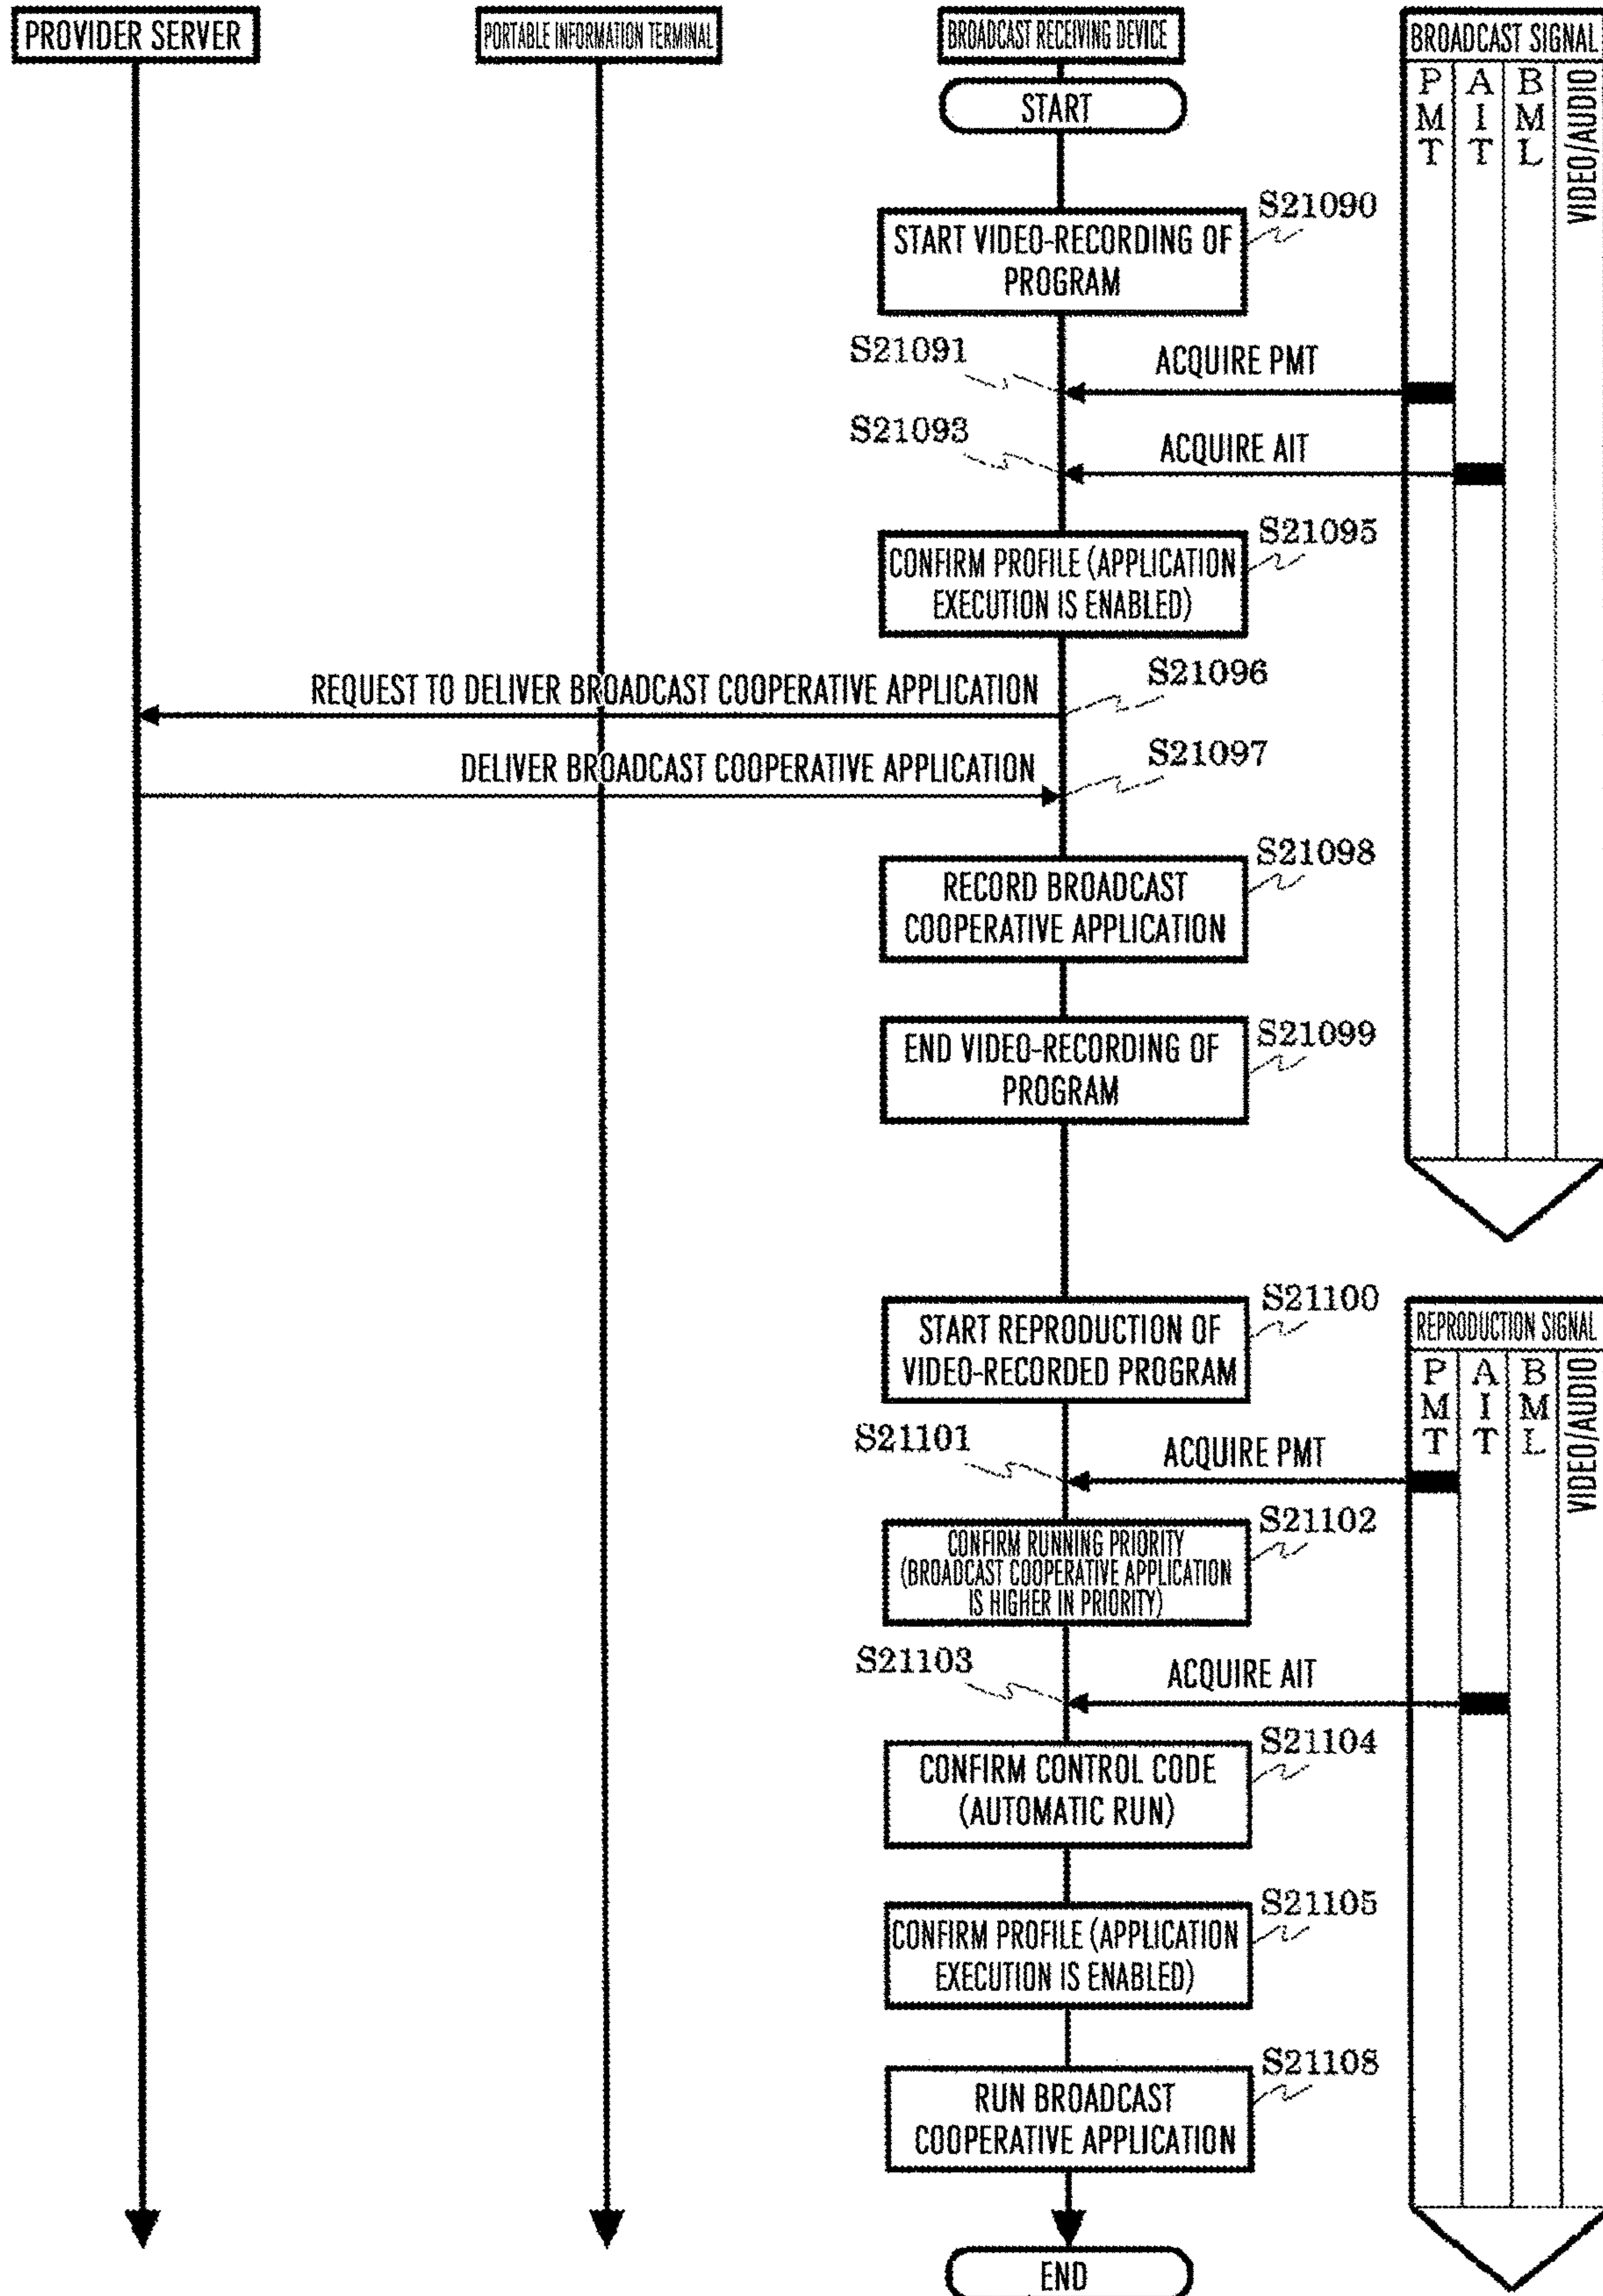 PROVIDER SERVER
PORTABLE INFORMATION TERMINAL
BROADCAST RECEIVING DEVICE
BROADCAST SIGNAL
PMT
AIT
BML
VIDEO/AUDIO
START
S21090
START VIDEO-RECORDING OF
PROGRAM
S21091
ACQUIRE PMT
S21093
ACQUIRE AIT
S21095
CONFIRM PROFILE (APPLICATION
EXECUTION IS ENABLED)
REQUEST TO DELIVER BROADCAST COOPERATIVE APPLICATION
S21096
DELIVER BROADCAST COOPERATIVE APPLICATION
S21097
S21098
RECORD BROADCAST
COOPERATIVE APPLICATION
S21099
END VIDEO-RECORDING OF
PROGRAM
S21100
START REPRODUCTION OF
VIDEO-RECORDED PROGRAM
REPRODUCTION SIGNAL
PMT
AIT
BML
VIDEO/AUDIO
S21101
ACQUIRE PMT
S21102
CONFIRM RUNNING PRIORITY
(BROADCAST COOPERATIVE APPLICATION
IS HIGHER IN PRIORITY)
S21103
ACQUIRE AIT
S21104
CONFIRM CONTROL CODE
(AUTOMATIC RUN)
S21105
CONFIRM PROFILE (APPLICATION
EXECUTION IS ENABLED)
S21108
RUN BROADCAST
COOPERATIVE APPLICATION
END